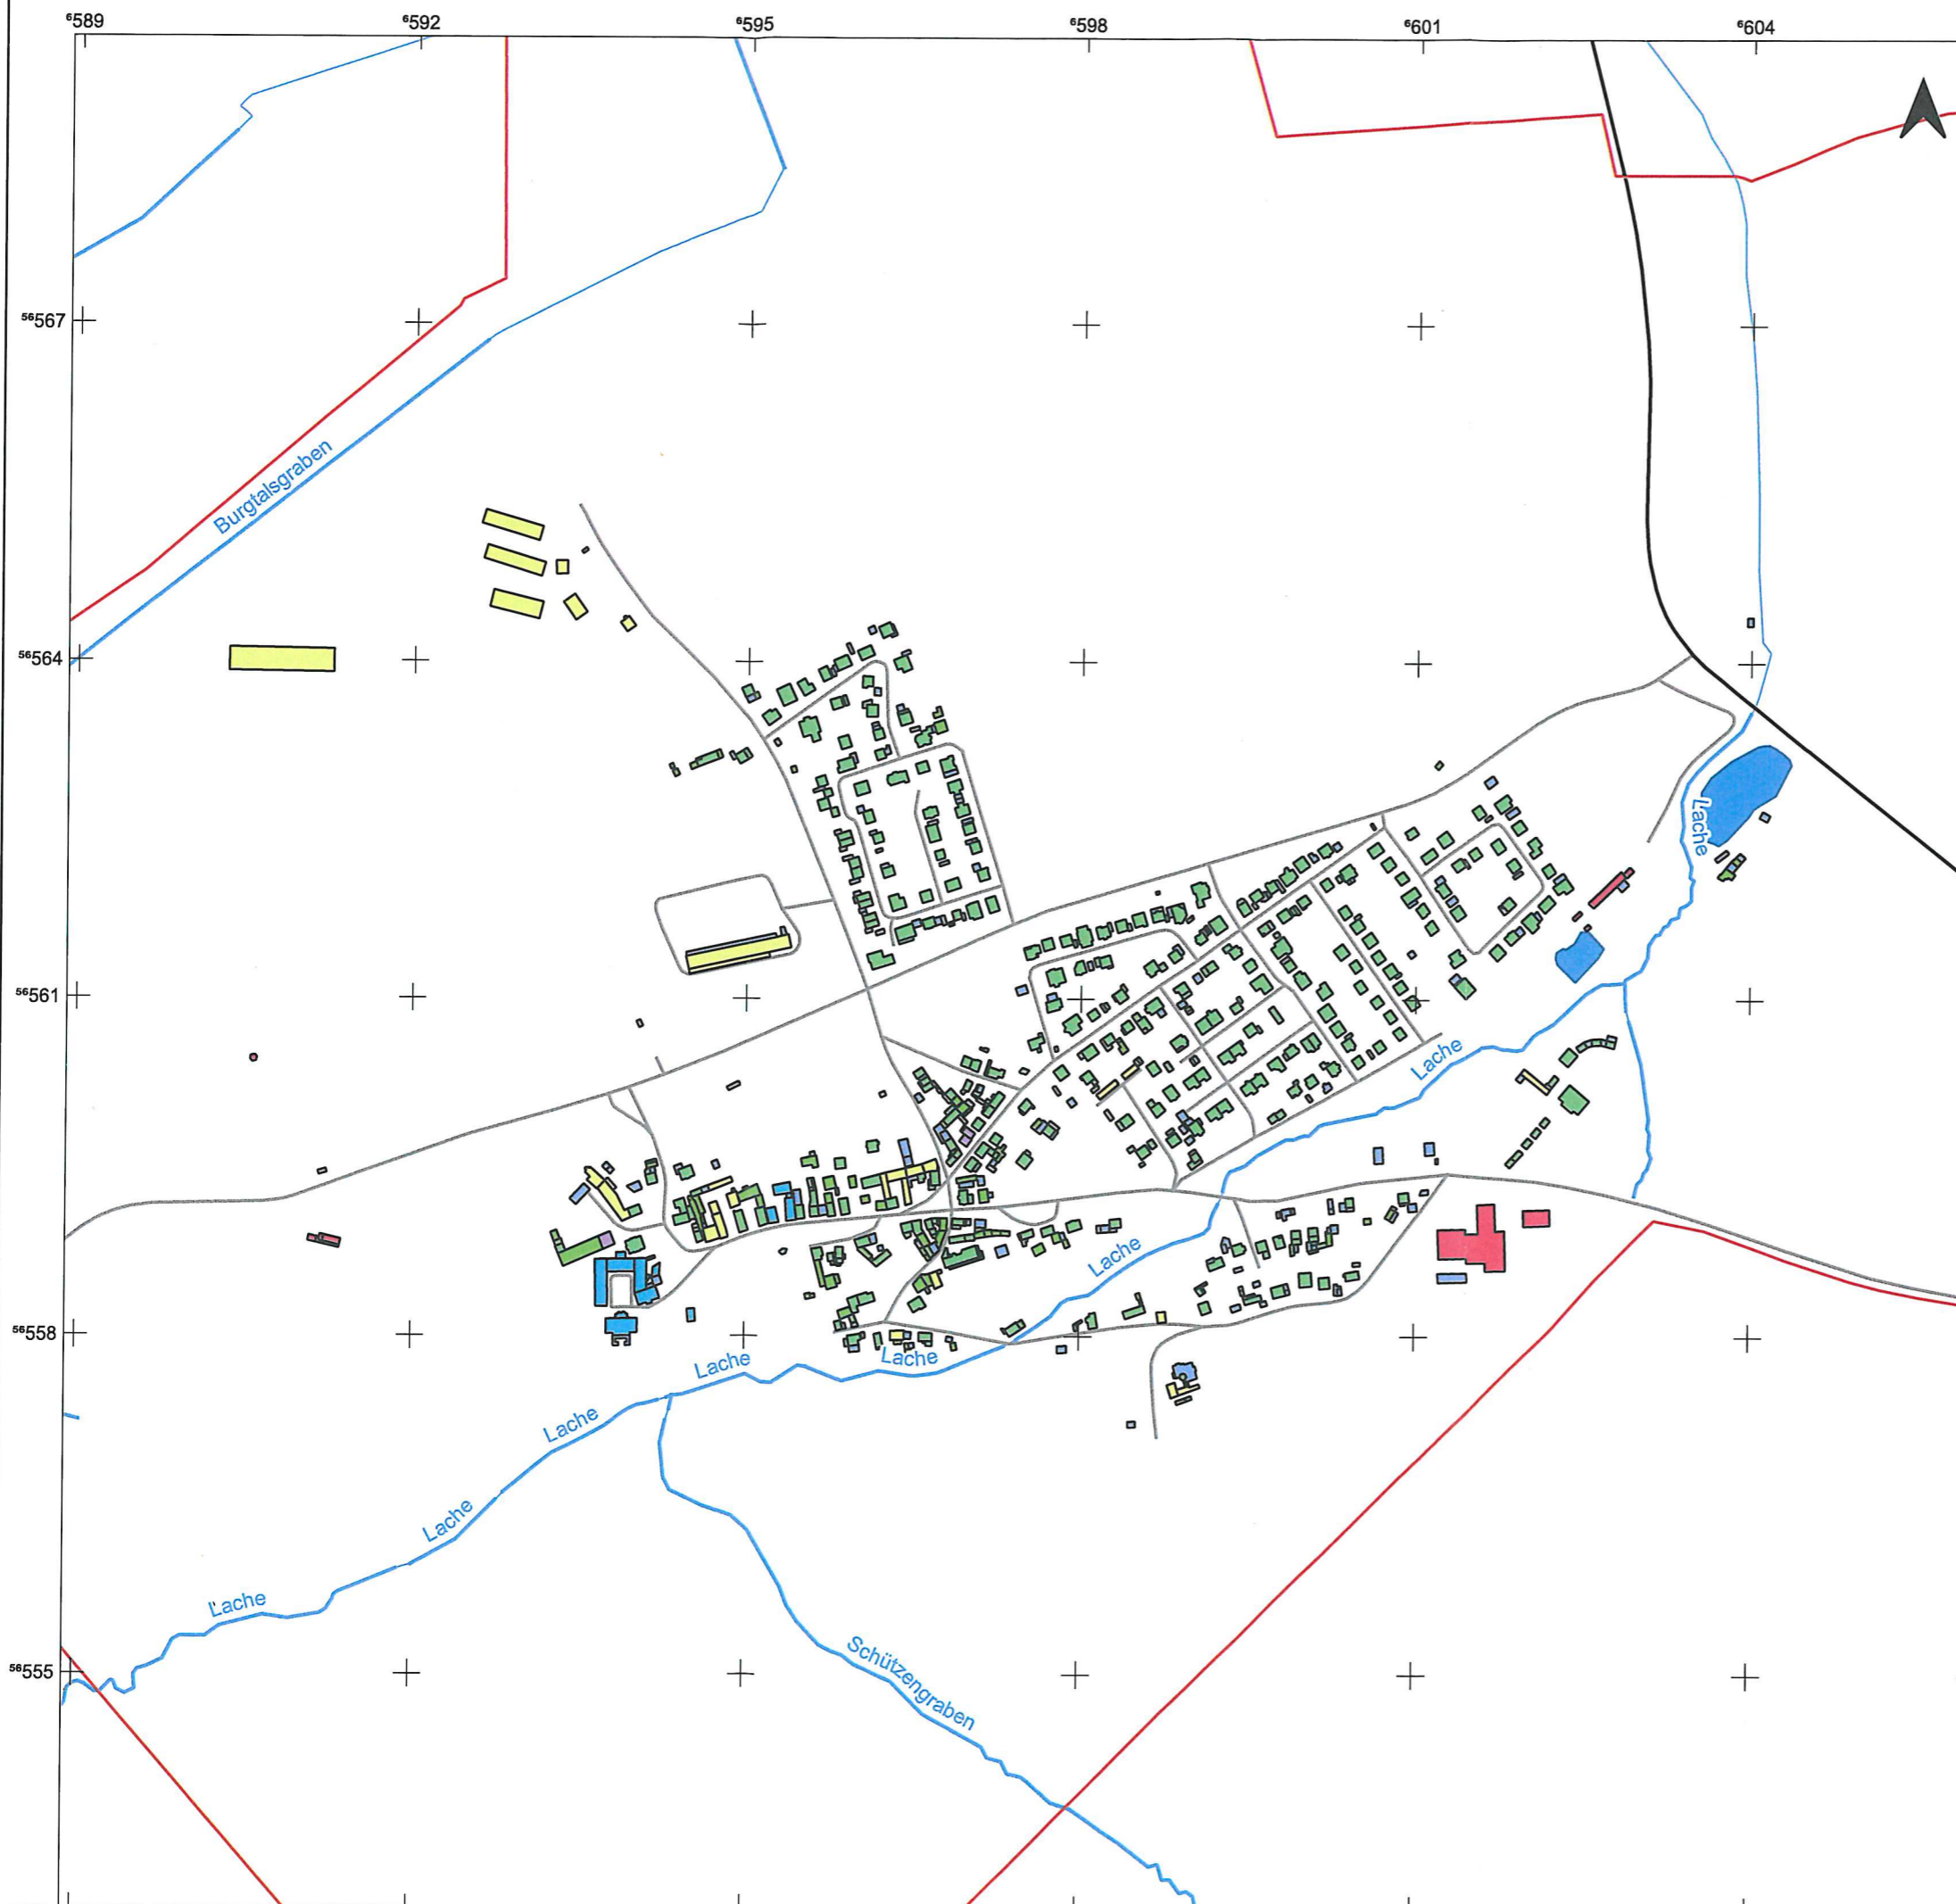 ⁶589 ⁶592 ⁶595 ⁶598 ⁶601 ⁶604
⁵⁶567
Burgtalsgraben
⁵⁶564
Lache
⁵⁶561
Lache
Lache
⁵⁶558
Lache
Lache
Lache
Lache
Lache
⁵⁶555
Schützengraben